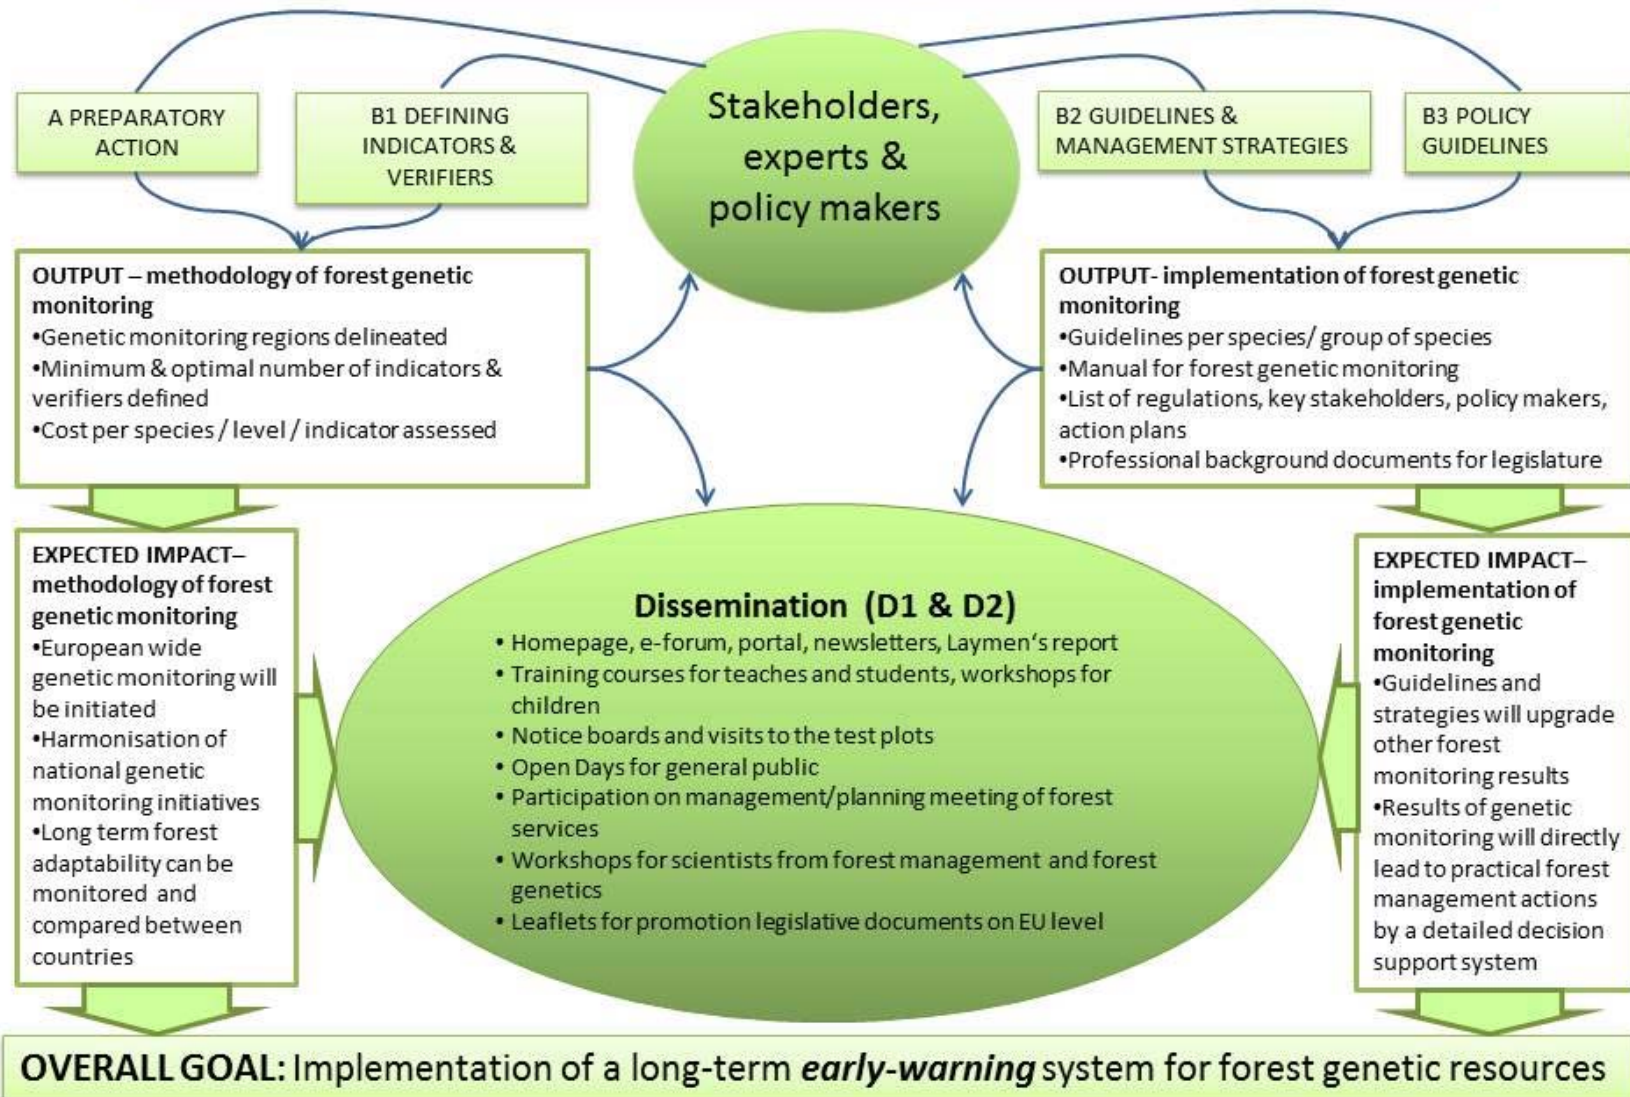 A PREPARATORY
ACTION
B1 DEFINING
INDICATORS &
VERIFIERS
Stakeholders,
experts &
policy makers
B2 GUIDELINES &
MANAGEMENT STRATEGIES
B3 POLICY
GUIDELINES
OUTPUT – methodology of forest genetic
monitoring
•Genetic monitoring regions delineated
•Minimum & optimal number of indicators &
verifiers defined
•Cost per species / level / indicator assessed
OUTPUT- implementation of forest genetic
monitoring
•Guidelines per species/ group of species
•Manual for forest genetic monitoring
•List of regulations, key stakeholders, policy makers,
action plans
•Professional background documents for legislature
EXPECTED IMPACT–
methodology of forest
genetic monitoring
•European wide
genetic monitoring will
be initiated
•Harmonisation of
national genetic
monitoring initiatives
•Long term forest
adaptability can be
monitored and
compared between
countries
Dissemination (D1 & D2)
• Homepage, e-forum, portal, newsletters, Laymen‘s report
• Training courses for teaches and students, workshops for
children
• Notice boards and visits to the test plots
• Open Days for general public
• Participation on management/planning meeting of forest
services
• Workshops for scientists from forest management and forest
genetics
• Leaflets for promotion legislative documents on EU level
EXPECTED IMPACT–
implementation of
forest genetic
monitoring
•Guidelines and
strategies will upgrade
other forest
monitoring results
•Results of genetic
monitoring will directly
lead to practical forest
management actions
by a detailed decision
support system
OVERALL GOAL: Implementation of a long-term early-warning system for forest genetic resources